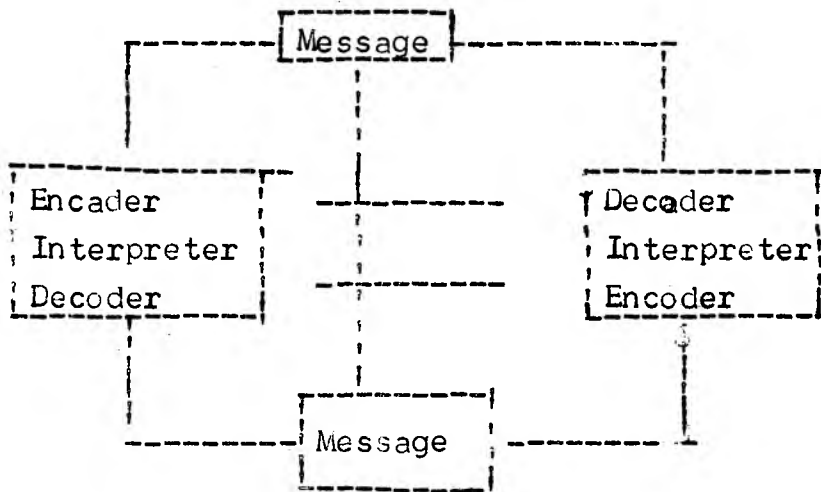 Message
Encader
Interpreter
Decoder
Decader
Interpreter
Encoder
Message